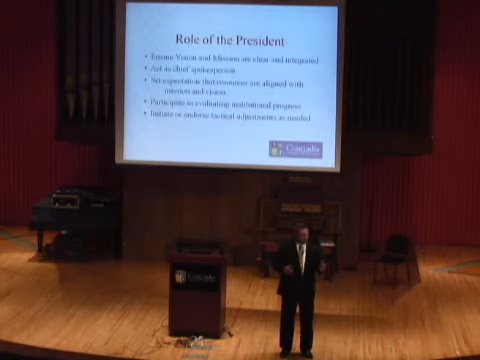 Role of the President
• Ensure Vision and Mission are clear and integrated
• Act as chief spokesperson
• Set expectation that resources are aligned with
mission and vision
• Participate in evaluating institutional progress
• Initiate or endorse tactical adjustments as needed
Concordia
Concordia